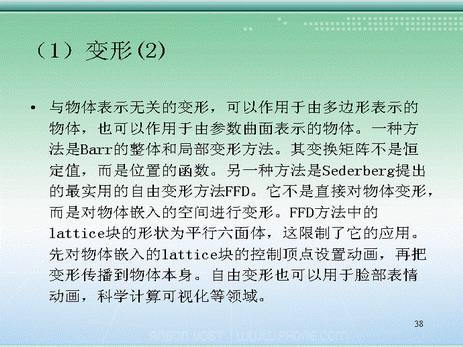 （1）变形(2)
• 与物体表示无关的变形，可以作用于由多边形表示的
物体，也可以作用于由参数曲面表示的物体。一种方
法是Barr的整体和局部变形方法。其变换矩阵不是恒
定值，而是位置的函数。另一种方法是Sederberg提出
的最实用的自由变形方法FFD。它不是直接对物体变形，
而是对物体嵌入的空间进行变形。FFD方法中的
lattice块的形状为平行六面体，这限制了它的应用。
先对物体嵌入的lattice块的控制顶点设置动画，再把
变形传播到物体本身。自由变形也可以用于脸部表情
动画，科学计算可视化等领域。
38